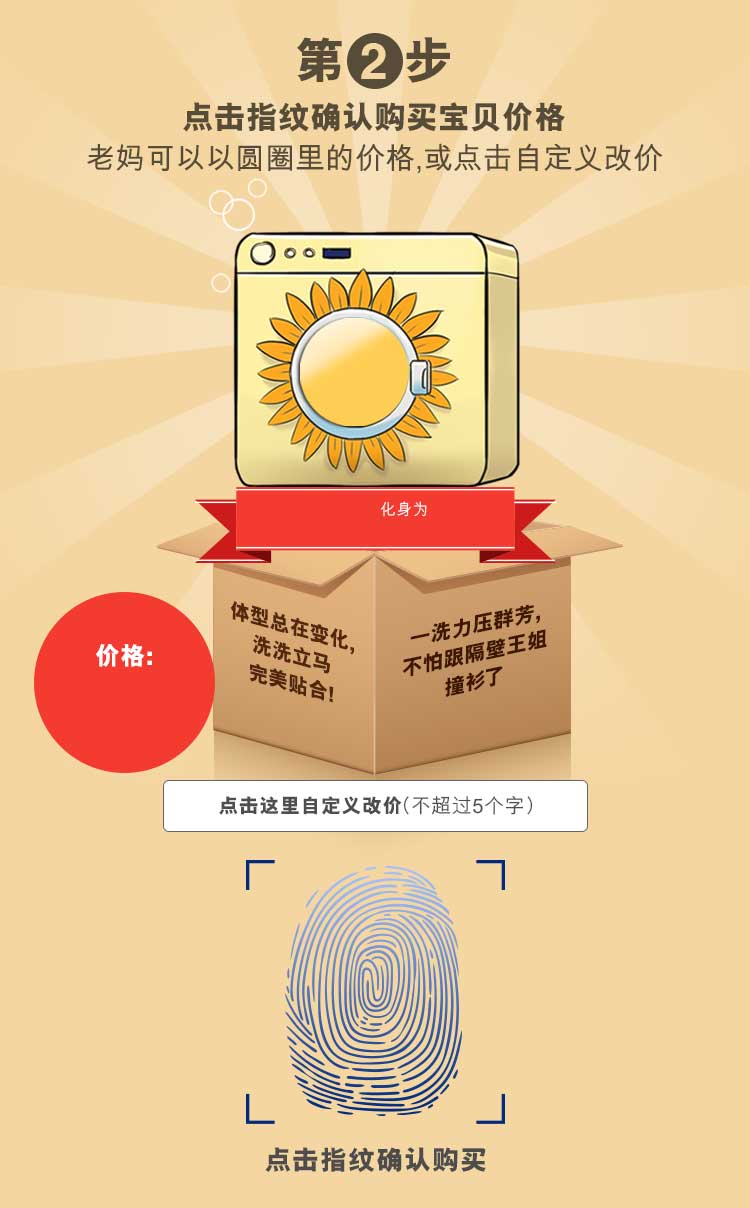 第2步
点击指纹确认购买宝贝价格
老妈可以以圆圈里的价格,或点击自定义改价
化身为
体型总在变化,
洗洗立马
完美贴合!
一洗力压群芳,
不怕跟隔壁王姐
撞衫了
价格:
点击这里自定义改价(不超过5个字)
点击指纹确认购买